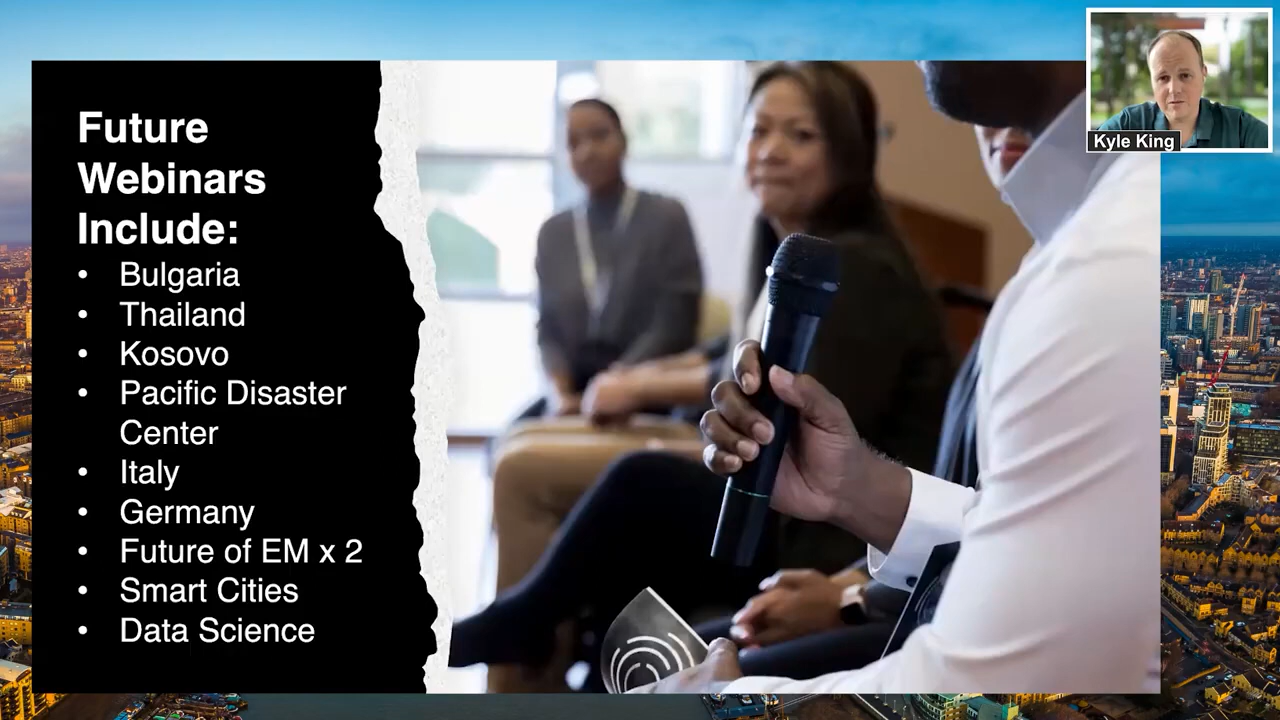 Future
Webinars
Include:
• Bulgaria
• Thailand
• Kosovo
• Pacific Disaster
Center
• Italy
• Germany
• Future of EM x 2
• Smart Cities
• Data Science
Kyle King